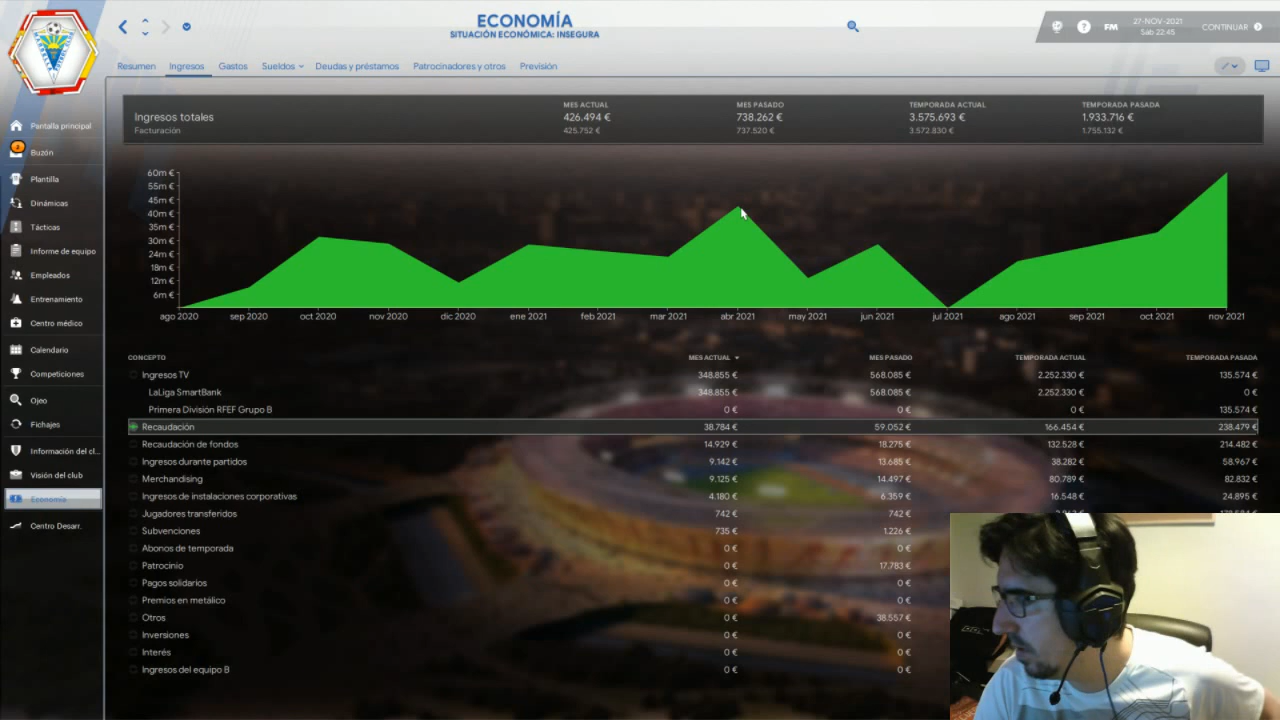 ECONOMÍA
SITUACIÓN ECONÓMICA: INSEGURA
FM
27-NOV-2021
Sáb 22:45
CONTINUAR
Resumen Ingresos Gastos Sueldos Deudas y préstamos Patrocinadores y otros Previsión
Pantalla principal
Buzón
Plantilla
Dinámicas
Tácticas
Informe de equipo
Empleados
Entrenamiento
Centro médico
Calendario
Competiciones
Ojeo
Fichajes
Información del cl...
Visión del club
Economía
Centro Desarr.
MES ACTUAL MES PASADO TEMPORADA ACTUAL TEMPORADA PASADA
Ingresos totales 426.494 € 738.262 € 3.575.693 € 1.933.716 €
Facturación 425.752 € 737.520 € 3.572.830 € 1.755.132 €
60m €
55m €
45m €
40m €
35m €
30m €
24m €
18m €
12m €
6m €
ago 2020 sep 2020 oct 2020 nov 2020 dic 2020 ene 2021 feb 2021 mar 2021 abr 2021 may 2021 jun 2021 jul 2021 ago 2021 sep 2021 oct 2021 nov 2021
CONCEPTO MES ACTUAL MES PASADO TEMPORADA ACTUAL TEMPORADA PASADA
Ingresos TV 348.855 € 568.085 € 2.252.330 € 135.574 €
LaLiga SmartBank 348.855 € 568.085 € 2.252.330 € 0 €
Primera División RFEF Grupo B 0 € 0 € 0 € 135.574 €
Recaudación 38.784 € 59.052 € 166.454 € 238.479 €
Recaudación de fondos 14.929 € 18.275 € 132.528 € 214.482 €
Ingresos durante partidos 9.142 € 13.685 € 38.282 € 58.967 €
Merchandising 9.125 € 14.497 € 80.789 € 82.832 €
Ingresos de instalaciones corporativas 4.180 € 6.359 € 16.548 € 24.895 €
Jugadores transferidos 742 € 742 €
Subvenciones 735 € 1.226 €
Abonos de temporada 0 € 0 €
Patrocinio 0 € 17.783 €
Pagos solidarios 0 € 0 €
Premios en metálico 0 € 0 €
Otros 0 € 38.557 €
Inversiones 0 € 0 €
Interés 0 € 0 €
Ingresos del equipo B 0 € 0 €